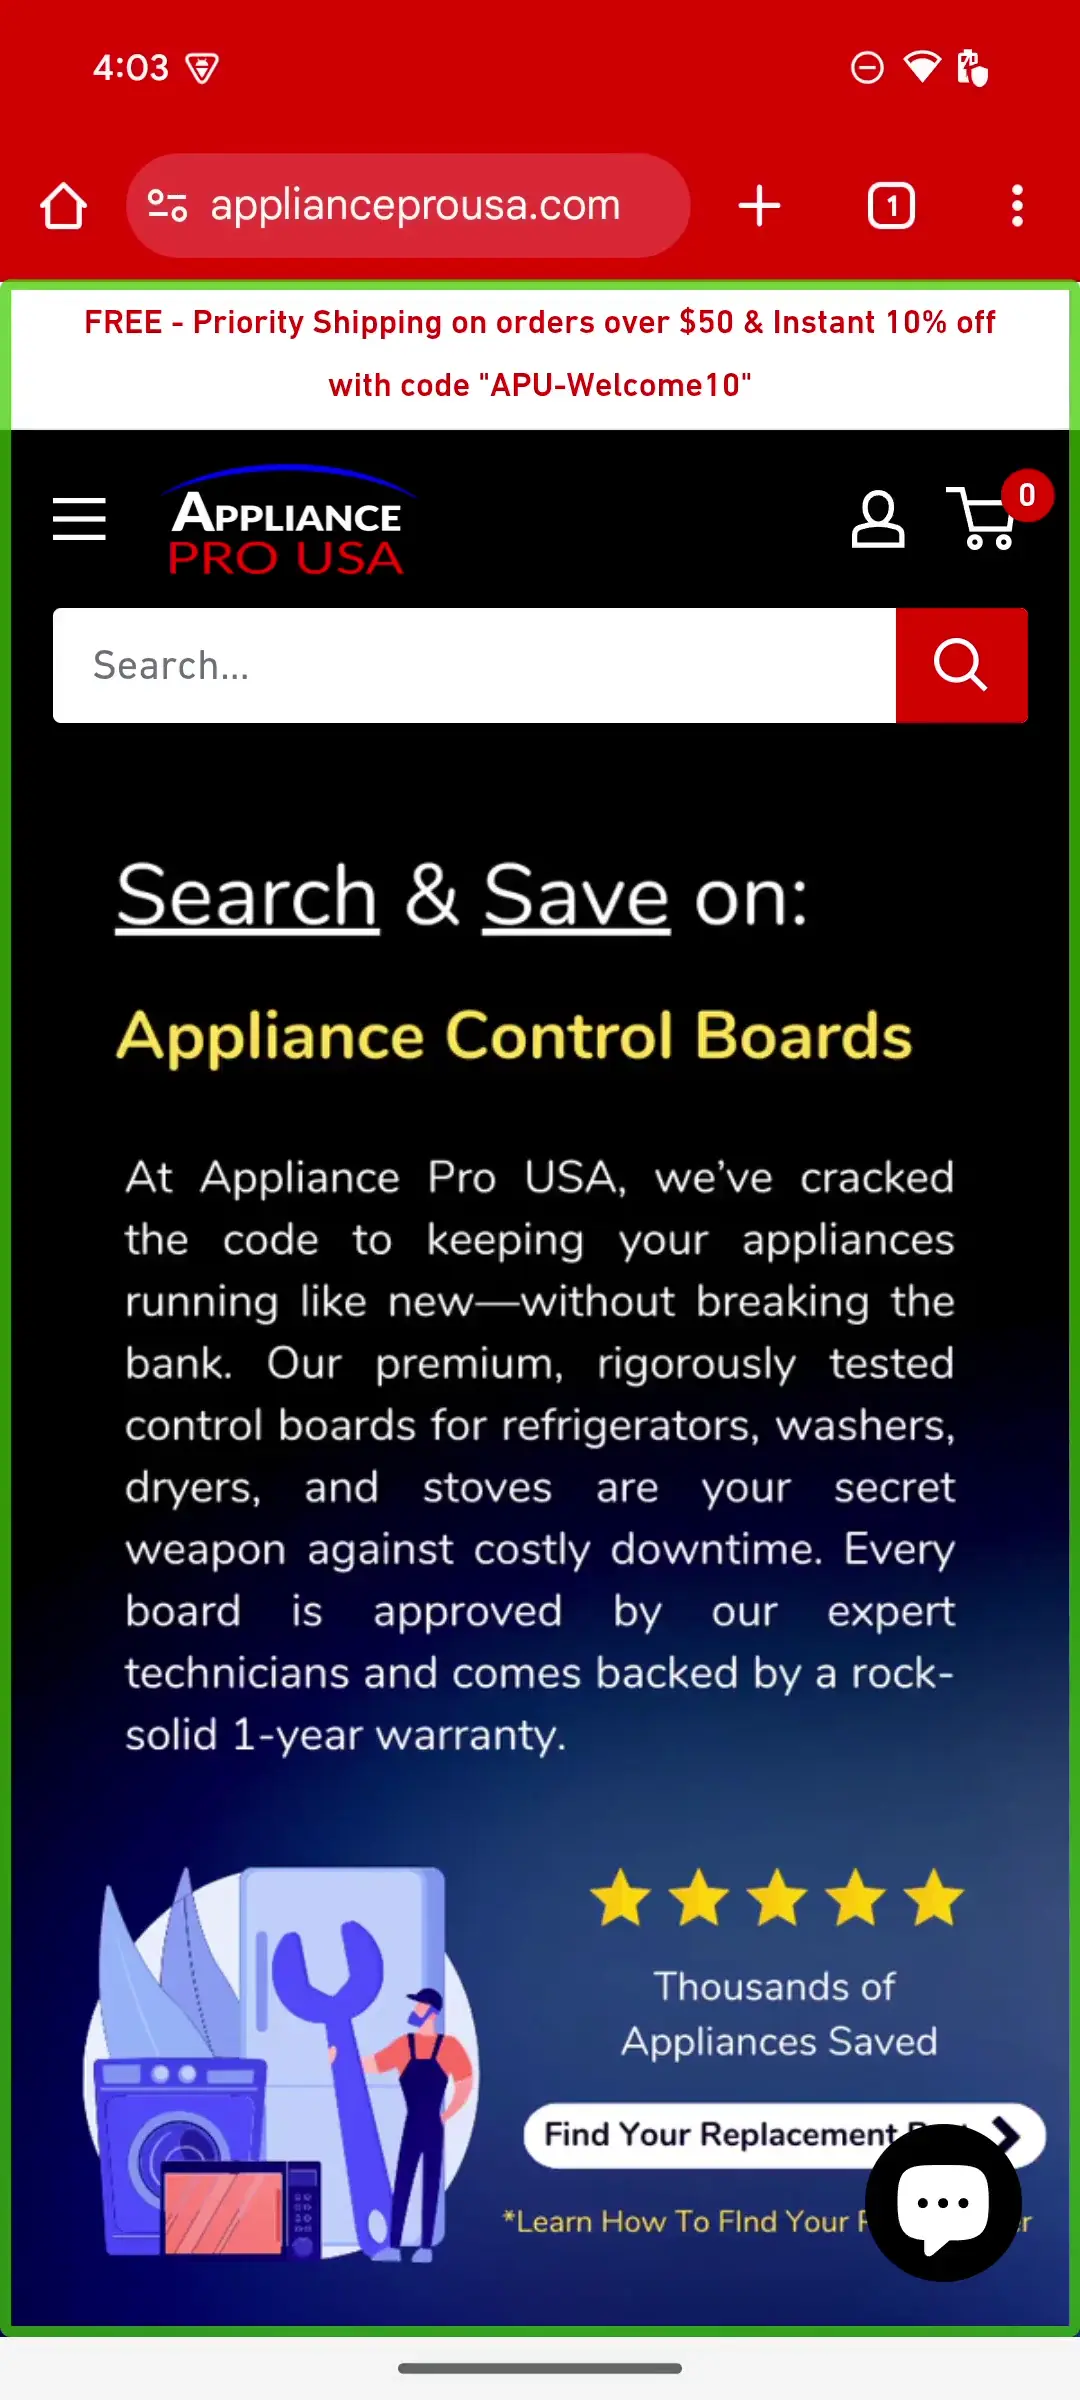 4:03
applianceprousa.com
1
FREE - Priority Shipping on orders over $50 & Instant 10% off
with code "APU-Welcome10"
APPLIANCE
PRO USA
0
Search...
Search & Save on:
Appliance Control Boards
At Appliance Pro USA, we’ve cracked
the code to keeping your appliances
running like new—without breaking the
bank. Our premium, rigorously tested
control boards for refrigerators, washers,
dryers, and stoves are your secret
weapon against costly downtime. Every
board is approved by our expert
technicians and comes backed by a rock-
solid 1-year warranty.
Thousands of
Appliances Saved
Find Your Replacement
*Learn How To FInd Your